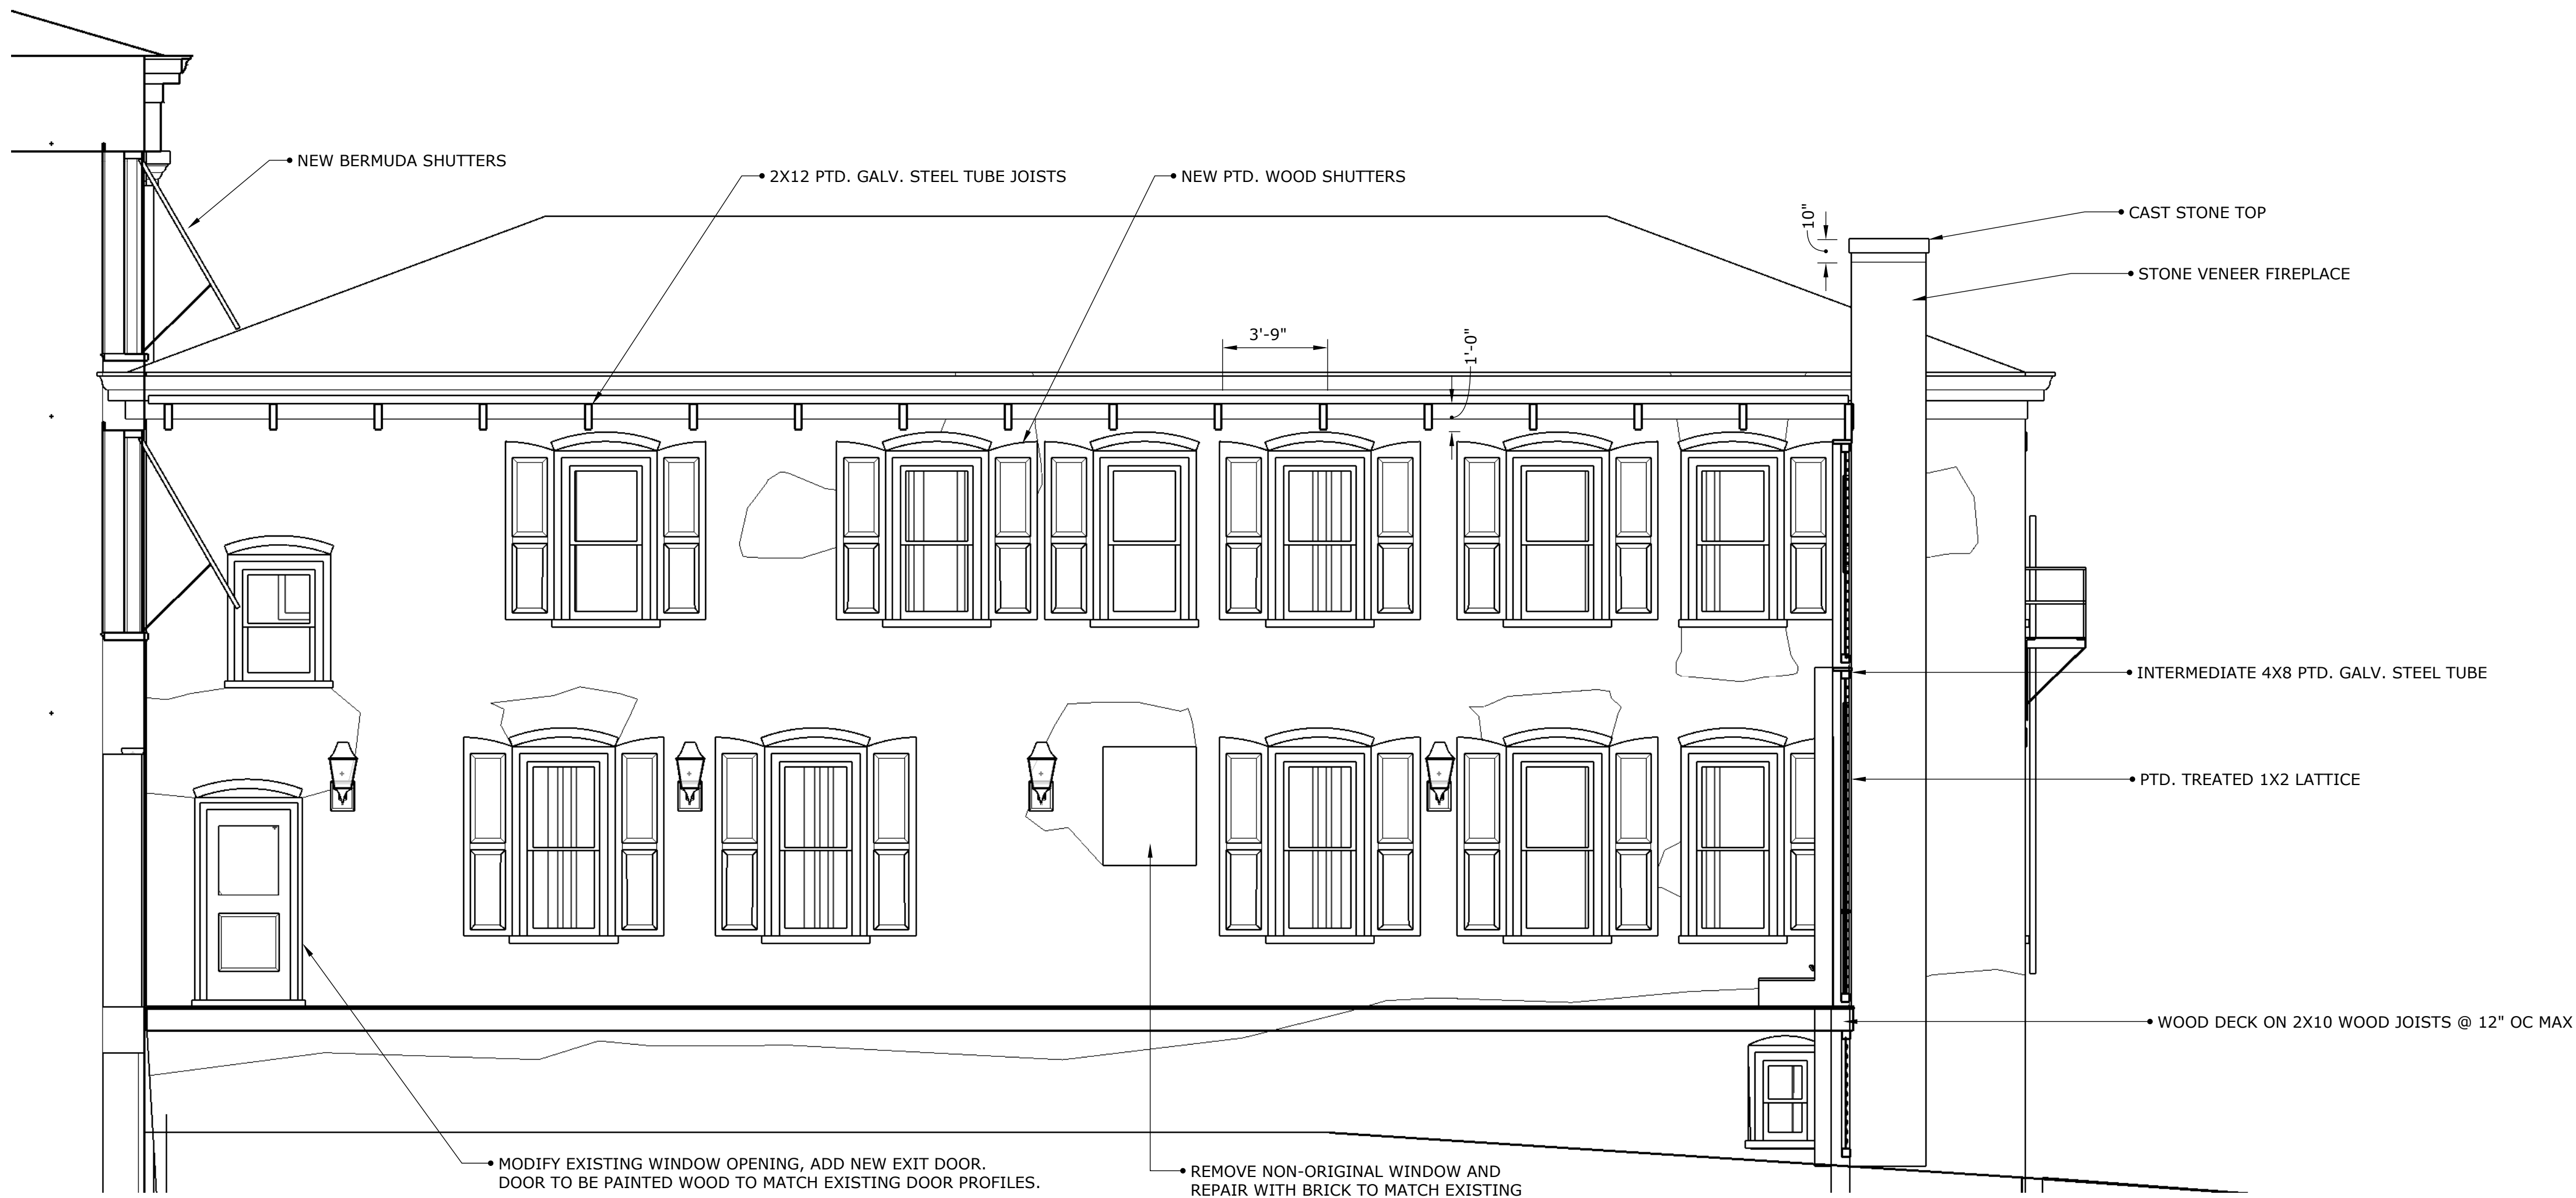 NEW BERMUDA SHUTTERS
2X12 PTD. GALV. STEEL TUBE JOISTS
NEW PTD. WOOD SHUTTERS
10"
CAST STONE TOP
STONE VENEER FIREPLACE
3'-9"
1'-0"
INTERMEDIATE 4X8 PTD. GALV. STEEL TUBE
PTD. TREATED 1X2 LATTICE
WOOD DECK ON 2X10 WOOD JOISTS @ 12" OC MAX
MODIFY EXISTING WINDOW OPENING, ADD NEW EXIT DOOR.
DOOR TO BE PAINTED WOOD TO MATCH EXISTING DOOR PROFILES.
REMOVE NON-ORIGINAL WINDOW AND
REPAIR WITH BRICK TO MATCH EXISTING